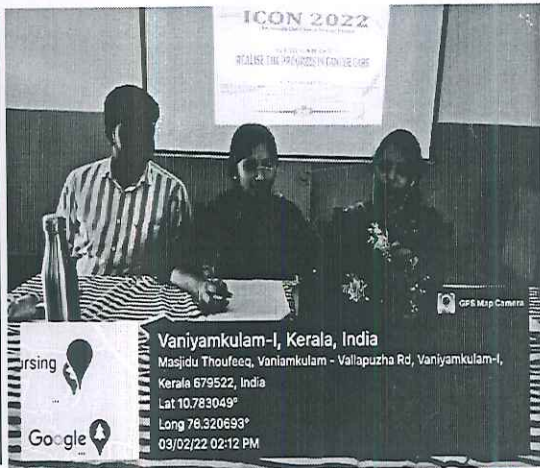 ICON 2022
REALISE THE PROGRESS IN CANCER CARE
GPS Map Camera
Vaniyamkulam-I, Kerala, India
Masjidu Thoufeeq, Vaniamkulam - Vallapuzha Rd, Vaniyamkulam-I,
Kerala 679522, India
Lat 10.783049°
Long 76.320693°
03/02/22 02:12 PM
ursing
Google